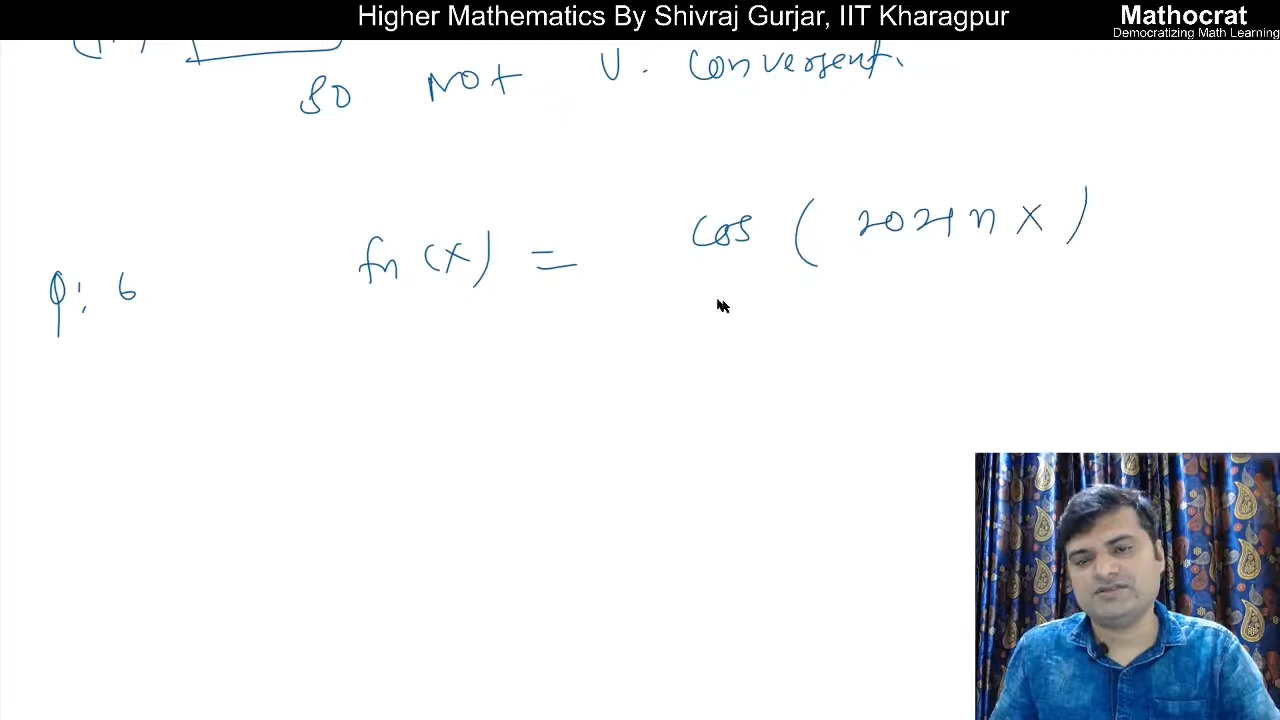 Higher Mathematics By Shivraj Gurjar, IIT Kharagpur
Mathocrat
Democratizing Math Learning
So Not U. Convergent.
Q: 6 fn(x) = cos (2021nx)